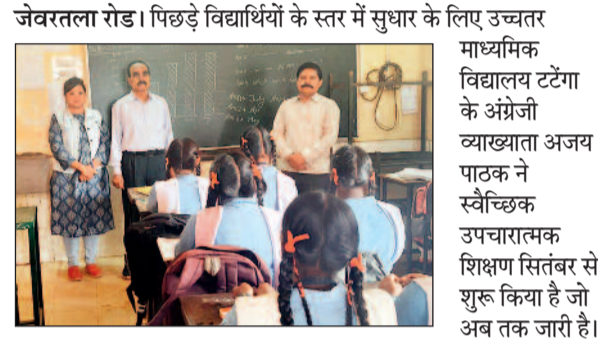 जेवरतला रोड। पिछड़े विद्यार्थियों के स्तर में सुधार के लिए उच्चतर
माध्यमिक
विद्यालय टटेंगा
के अंग्रेजी
व्याख्याता अजय
पाठक ने
स्वैच्छिक
उपचारात्मक
शिक्षण सितंबर से
शुरू किया है जो
अब तक जारी है।